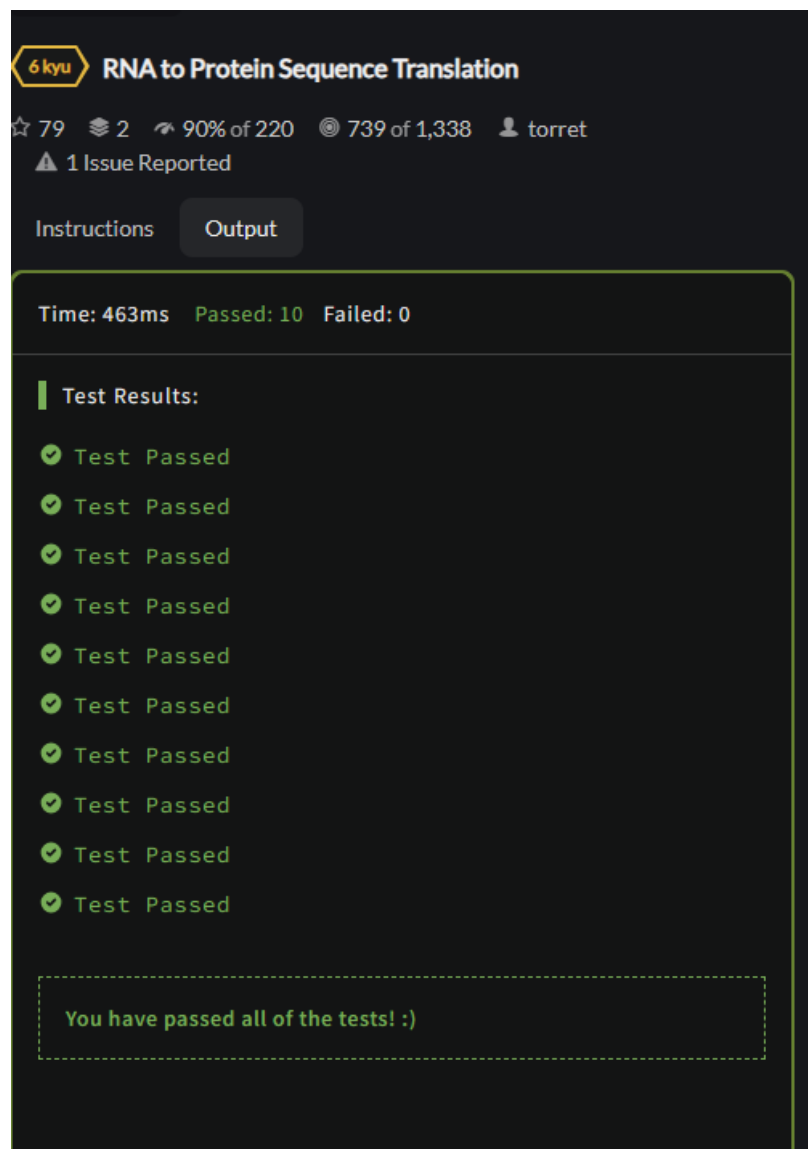 6 kyu RNA to Protein Sequence Translation
79 2 90% of 220 739 of 1,338 torret
1 Issue Reported
Instructions Output
Time: 463ms Passed: 10 Failed: 0
Test Results:
Test Passed
Test Passed
Test Passed
Test Passed
Test Passed
Test Passed
Test Passed
Test Passed
Test Passed
Test Passed
You have passed all of the tests! :)